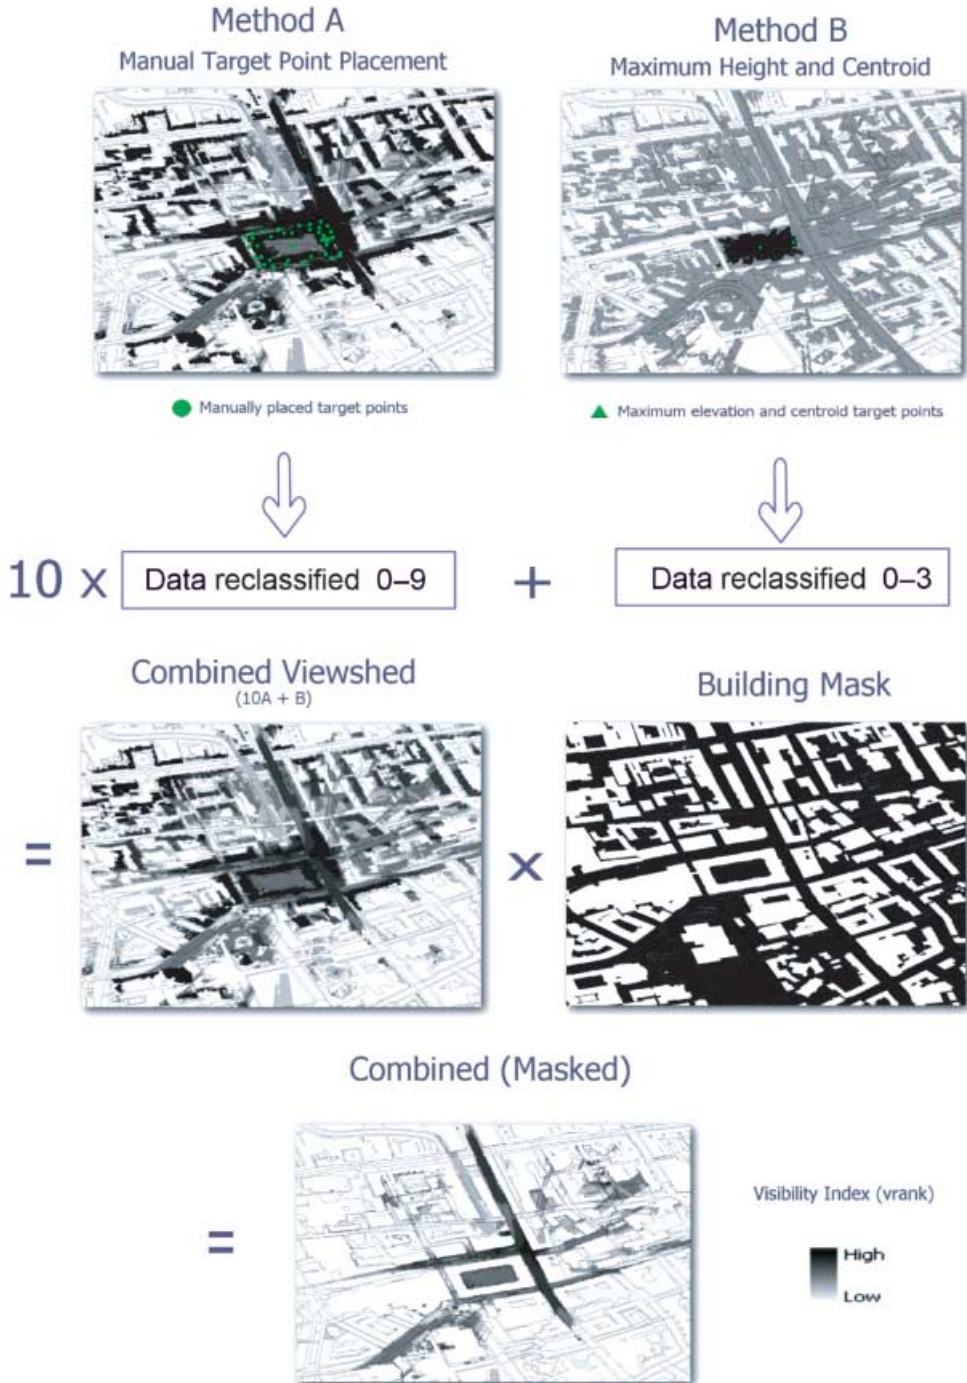 Method A
Manual Target Point Placement
Method B
Maximum Height and Centroid
Manually placed target points
Maximum elevation and centroid target points
10 x
Data reclassified 0–9
+
Data reclassified 0–3
Combined Viewshed
(10A + B)
Building Mask
=
x
Combined (Masked)
=
Visibility Index (vrank)
High
Low